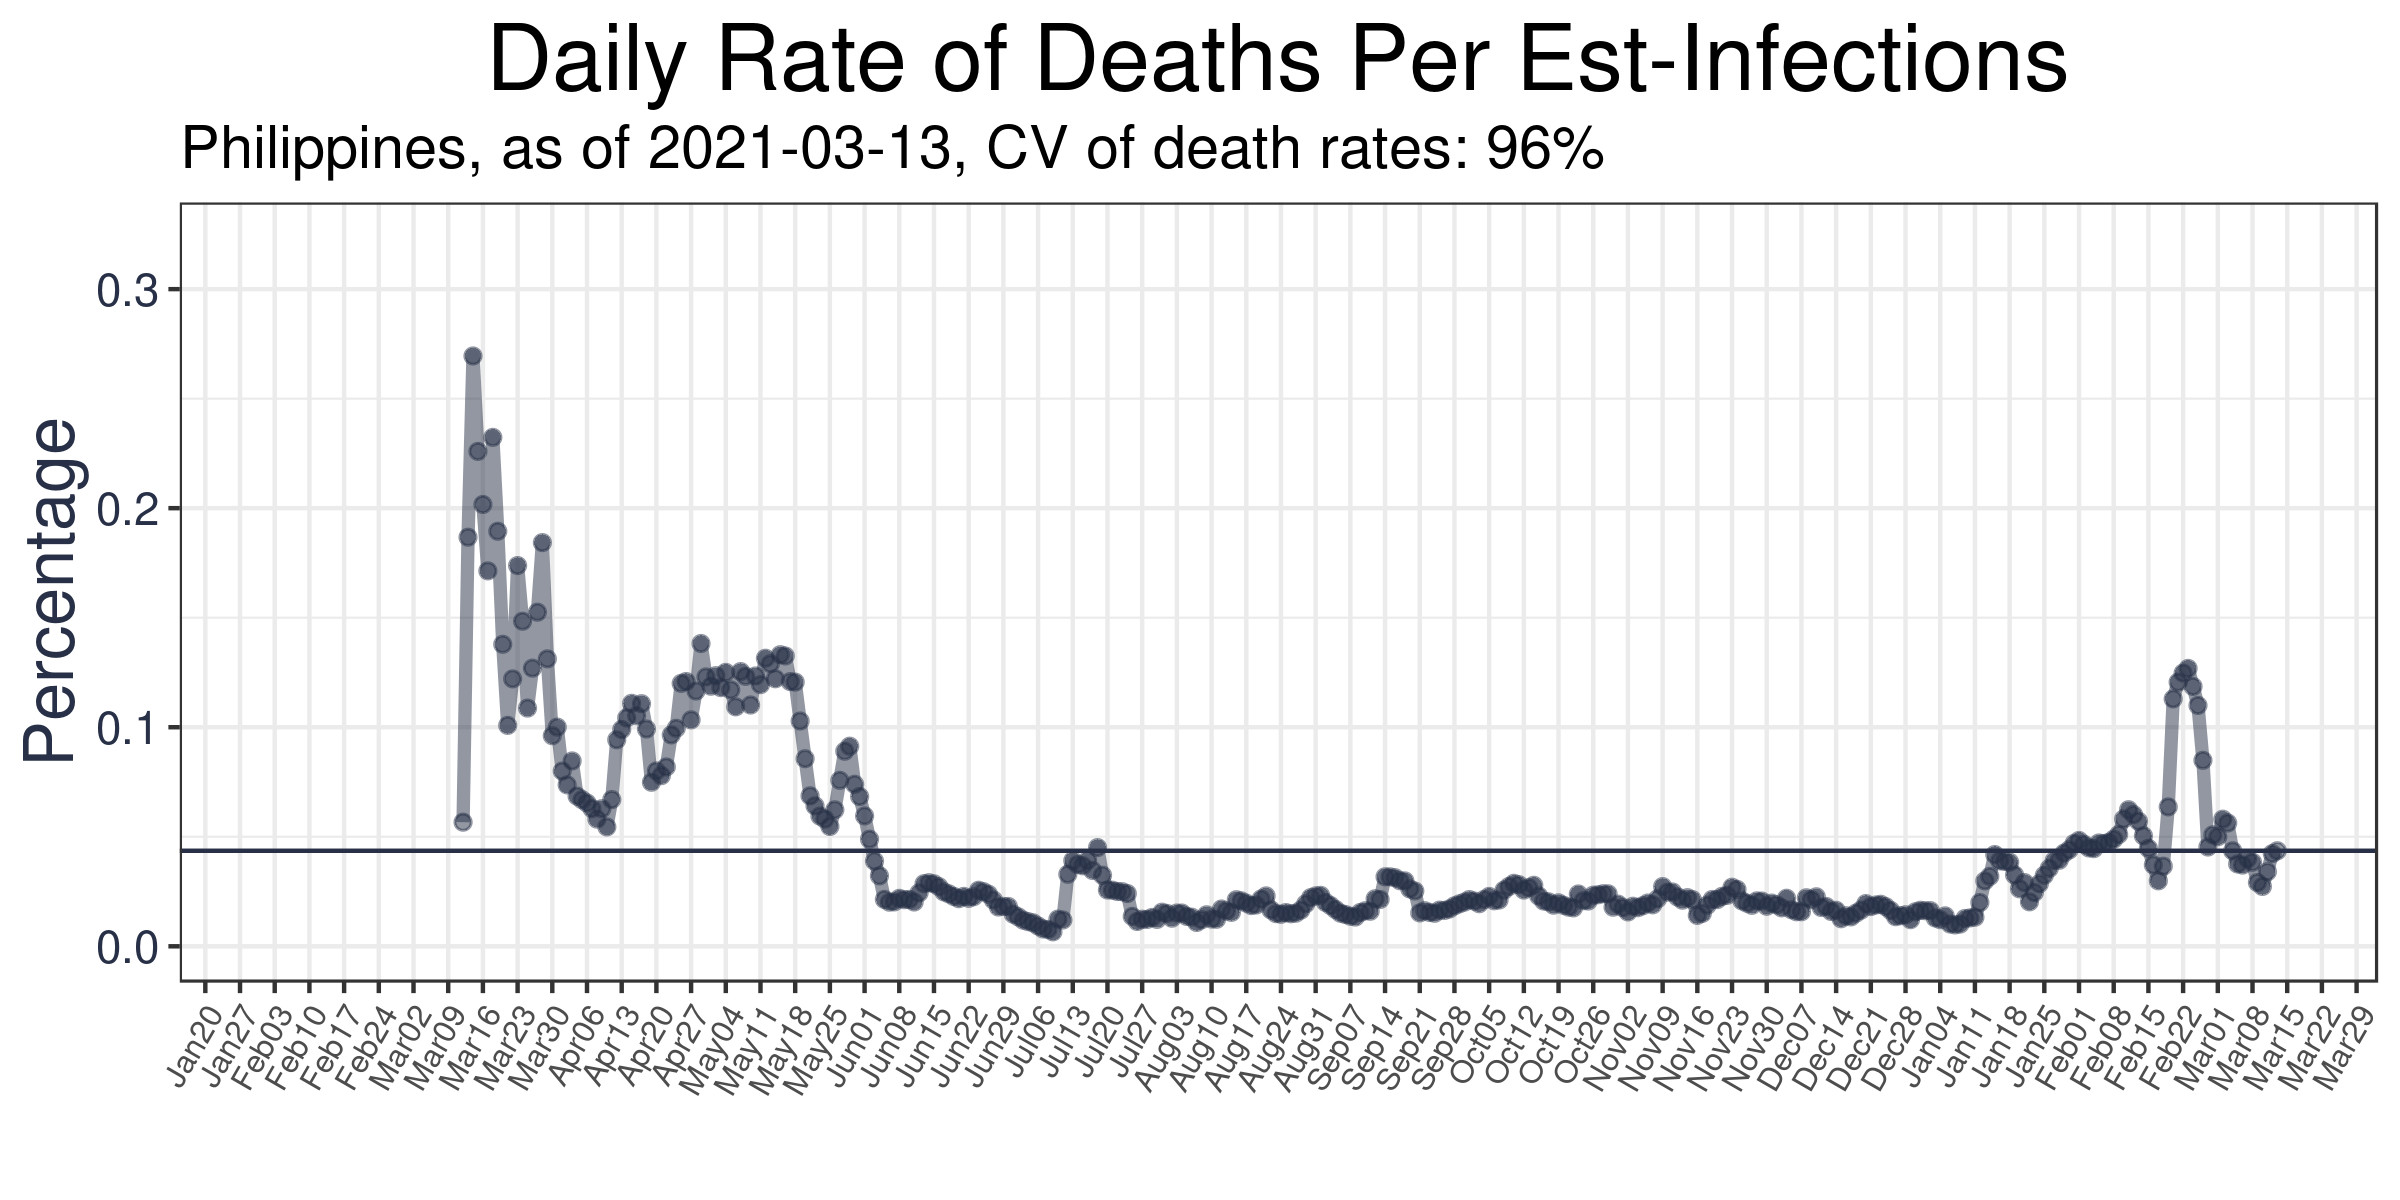 Daily Rate of Deaths Per Est-Infections
Philippines, as of 2021-03-13, CV of death rates: 96%
Percentage
0.3
0.2
0.1
0.0
Jan20
Jan27
Feb03
Feb10
Feb17
Feb24
Mar02
Mar09
Mar16
Mar23
Mar30
Apr06
Apr13
Apr20
Apr27
May04
May11
May18
May25
Jun01
Jun08
Jun15
Jun22
Jun29
Jul06
Jul13
Jul20
Jul27
Aug03
Aug10
Aug17
Aug24
Aug31
Sep07
Sep14
Sep21
Sep28
Oct05
Oct12
Oct19
Oct26
Nov02
Nov09
Nov16
Nov23
Nov30
Dec07
Dec14
Dec21
Dec28
Jan04
Jan11
Jan18
Jan25
Feb01
Feb08
Feb15
Feb22
Mar01
Mar08
Mar15
Mar22
Mar29